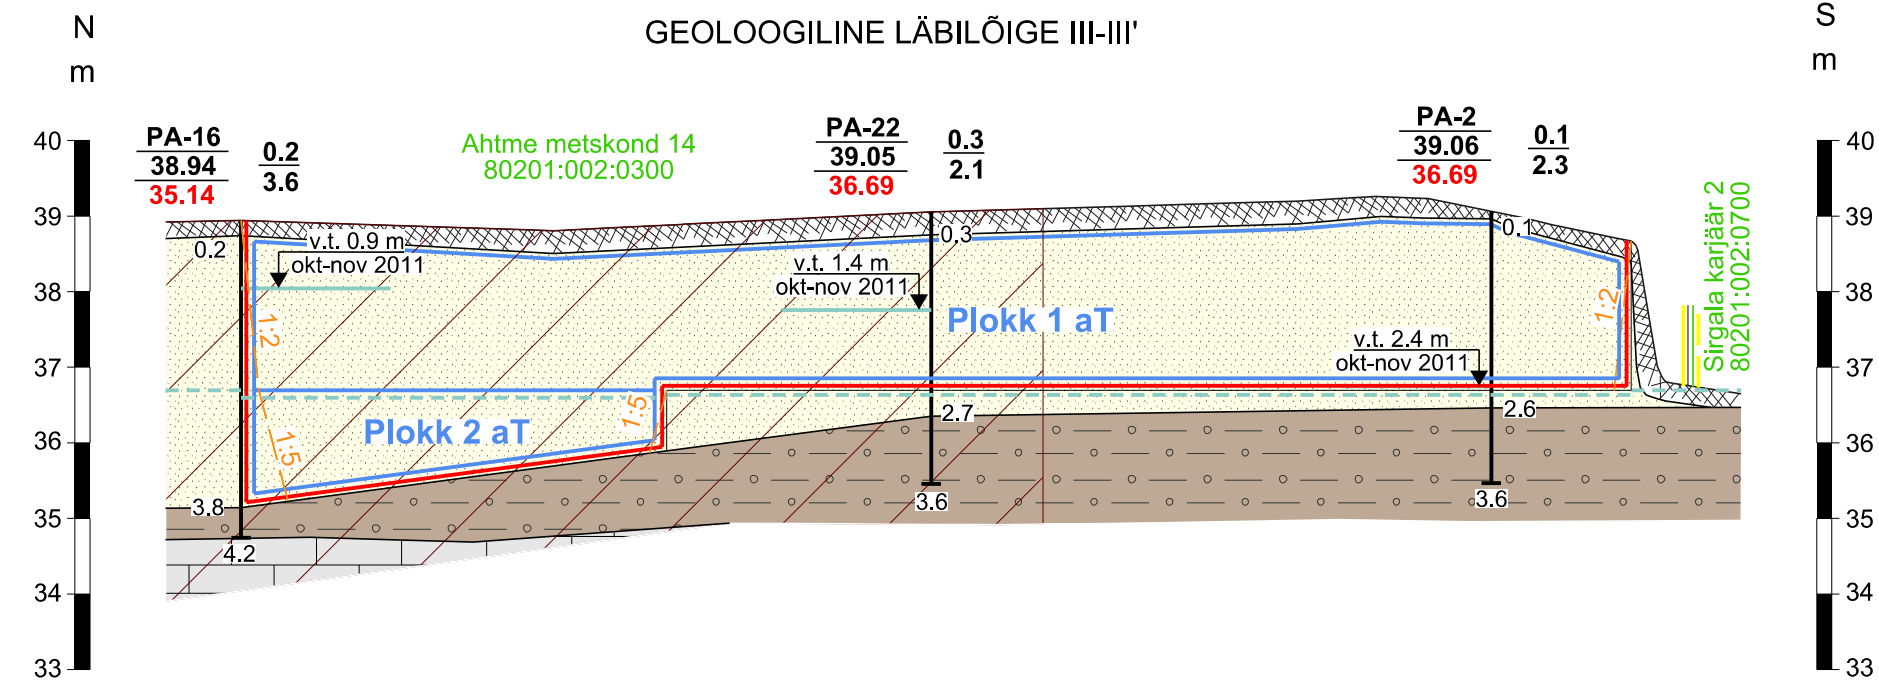 N
m
GEOLOOGILINE LÄBILÕIGE III-III'
S
m
40
39
38
37
36
35
34
33
PA-16
38.94
35.14
0.2
3.6
Ahtme metskond 14
80201:002:0300
PA-22
39.05
36.69
0.3
2.1
PA-2
39.06
36.69
0.1
2.3
0.2
v.t. 0.9 m
okt-nov 2011
0.3
v.t. 1.4 m
okt-nov 2011
0.1
1:2
Plokk 1 aT
1:2
v.t. 2.4 m
okt-nov 2011
Sirgala karjäär 2
80201:002:0700
1:5
Plokk 2 aT
1:5
2.7
2.6
3.8
3.6
3.6
4.2
40
39
38
37
36
35
34
33